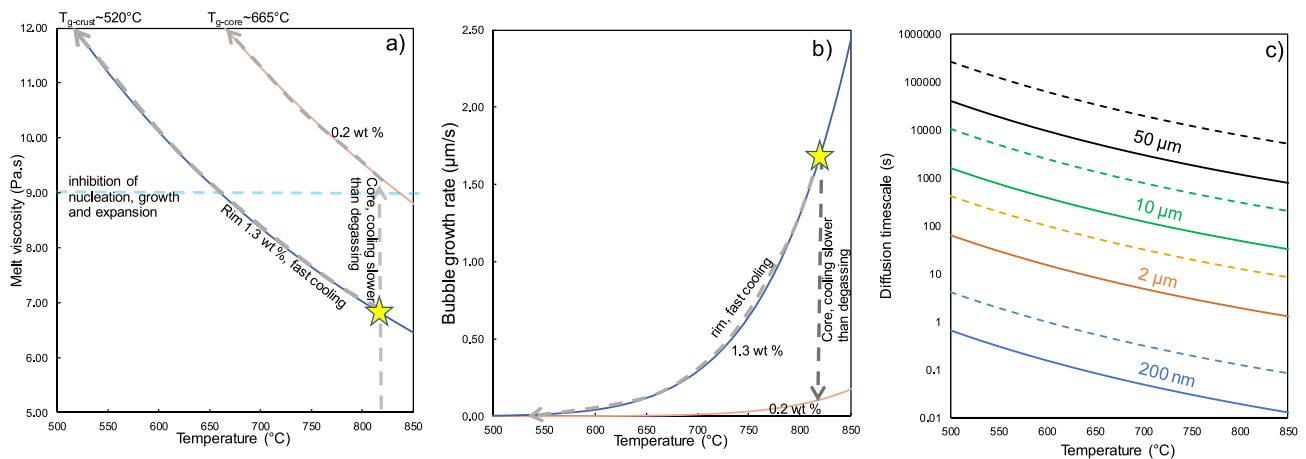 T g-crust~520°C T g-core~665°C
a)
12.00
11.00
10.00
9.00
8.00
7.00
6.00
5.00
Melt viscosity (Pa.s)
0.2 wt %
inhibition of
nucleation, growth
and expansion
Rim 1.3 wt %, fast cooling
Core, cooling slower
than degassing
500 550 600 650 700 750 800 850
Temperature (°C)
b)
2.50
2.00
1.50
1.00
0,50
0.00
Bubble growth rate (µm/s)
rim, fast cooling
1.3 wt %
Core, cooling slower
than degassing
0.2 wt %
500 550 600 650 700 750 800 850
Temperature (°C)
c)
1000000
100000
10000
1000
100
10
1
0.1
0.01
Diffusion timescale (s)
50 µm
10 µm
2 µm
200 nm
500 550 600 650 700 750 800 850
Temperature (°C)